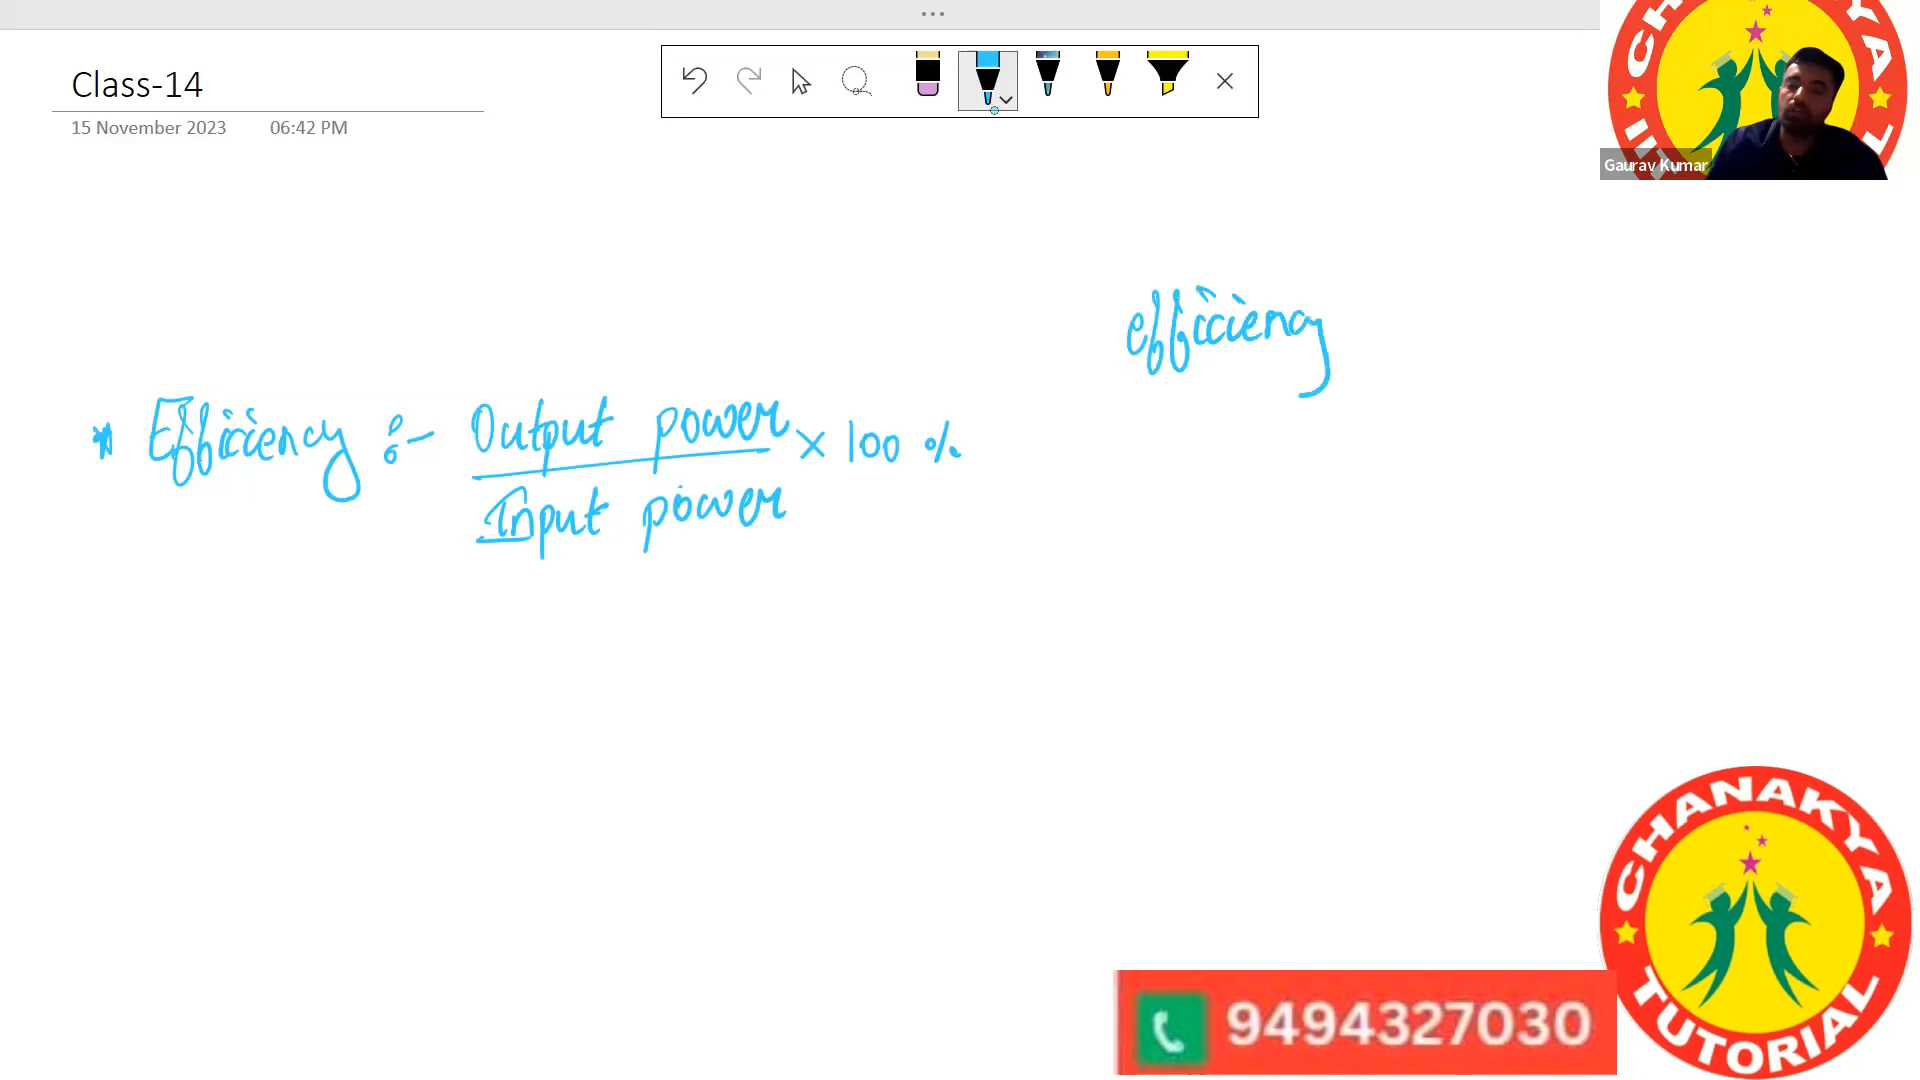 Class-14
15 November 2023 06:42 PM
CHANAKYA T
Gaurav Kumar
efficiency
* Efficiency :- Output power × 100 %
Input power
CHANAKYA
TUTORIAL
9494327030